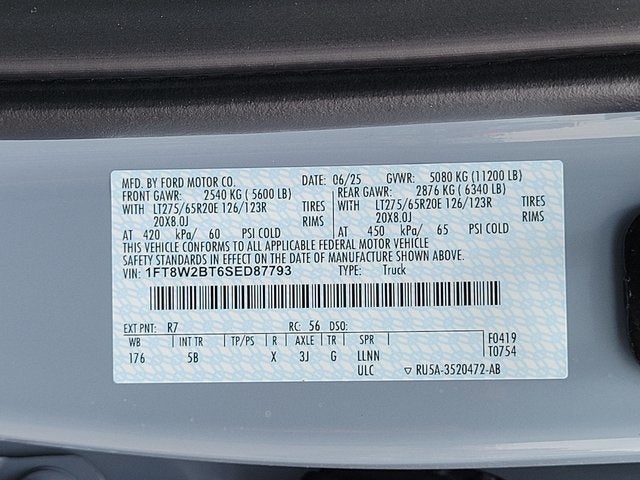 MFD. BY FORD MOTOR CO. DATE: 06/25 GVWR: 5080 KG (11200 LB)
FRONT GAWR: 2540 KG (5600 LB) REAR GAWR: 2876 KG (6340 LB)
WITH LT275/65R20E 126/123R TIRES WITH LT275/65R20E 126/123R TIRES
20X8.0J RIMS 20X8.0J RIMS
AT 420 kPa/ 60 PSI COLD AT 450 kPa/ 65 PSI COLD
THIS VEHICLE CONFORMS TO ALL APPLICABLE FEDERAL MOTOR VEHICLE
SAFETY STANDARDS IN EFFECT ON THE DATE OF MANUFACTURE SHOWN ABOVE.
VIN: 1FT8W2BT6SED87793 TYPE: Truck
EXT PNT: R7 RC: 56 DSO:
WB INT TR TP/PS R AXLE TR SPR F0419
176 5B X 3J G LLNN T0754
ULC ▽ RU5A-3520472-AB